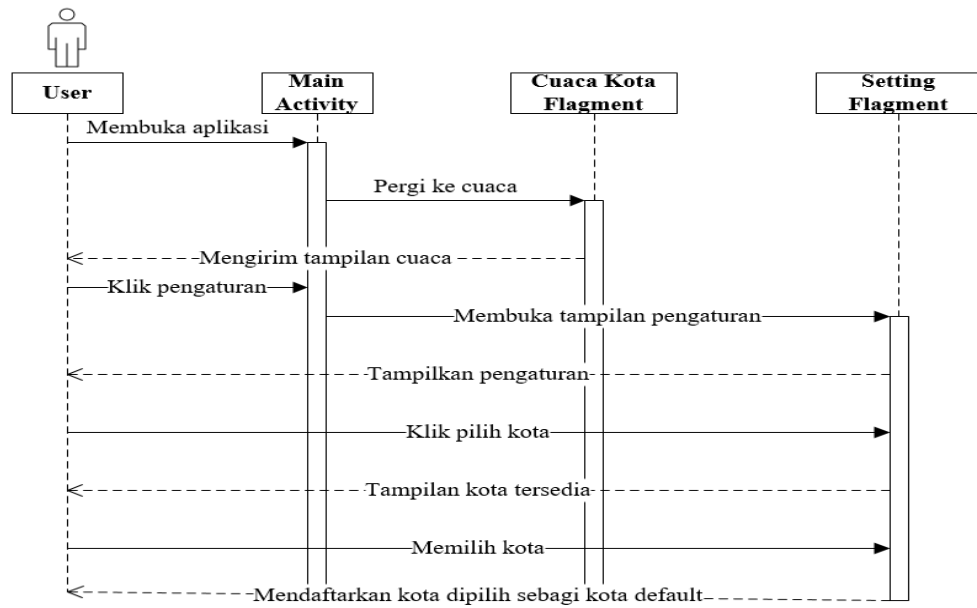 User
Main
Activity
Cuaca Kota
Flagment
Setting
Flagment
Membuka aplikasi
Pergi ke cuaca
Mengirim tampilan cuaca
Klik pengaturan
Membuka tampilan pengaturan
Tampilkan pengaturan
Klik pilih kota
Tampilan kota tersedia
Memilih kota
Mendaftarkan kota dipilih sebagi kota default